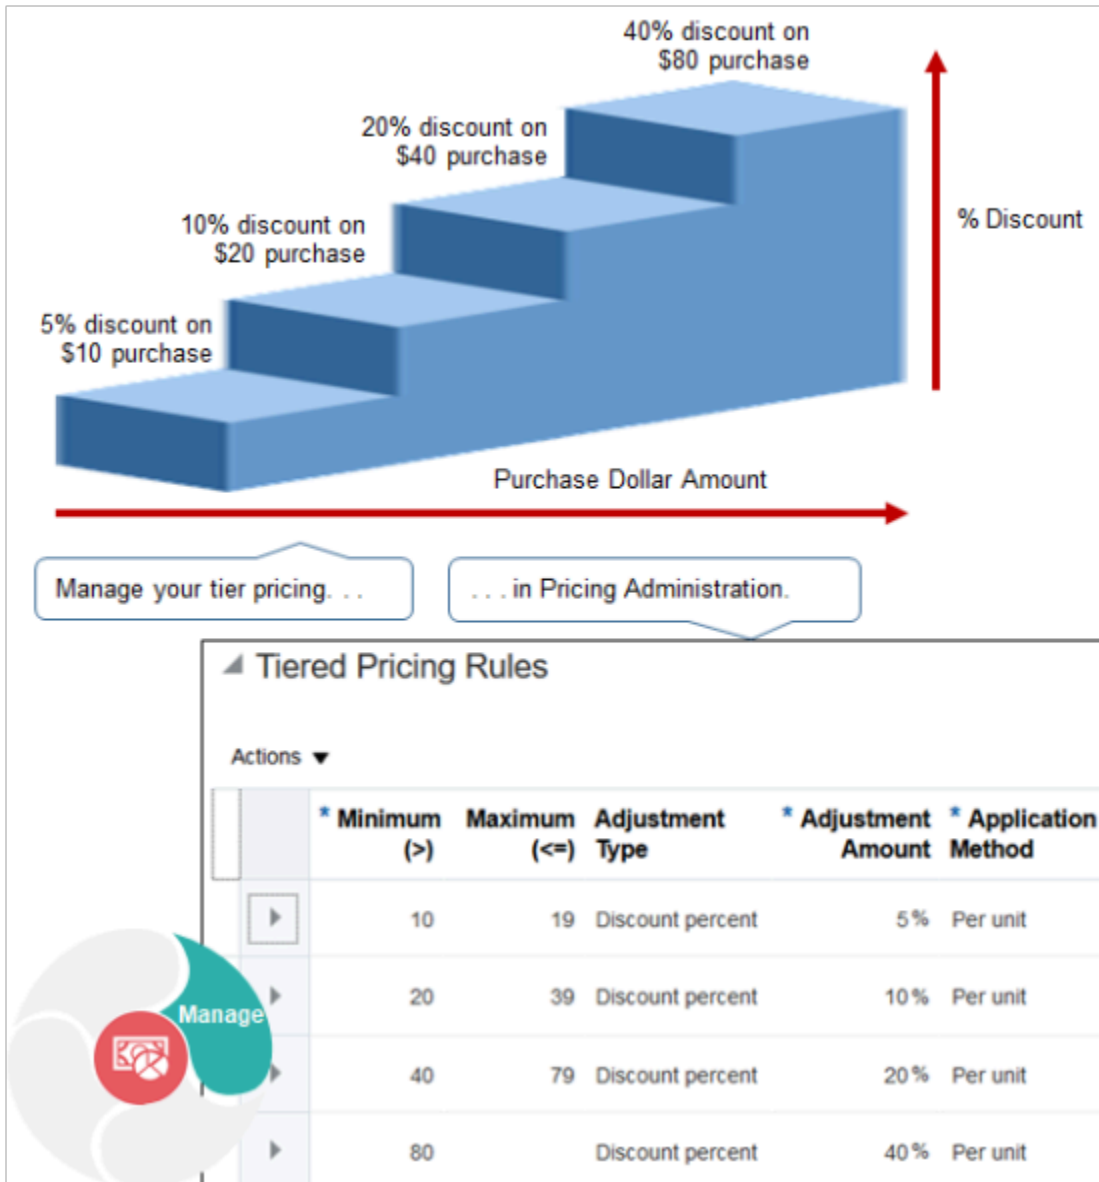 40% discount on
$80 purchase
20% discount on
$40 purchase
% Discount
10% discount on
$20 purchase
5% discount on
$10 purchase
Purchase Dollar Amount
Manage your tier pricing. . .
. . . in Pricing Administration.
Tiered Pricing Rules
Actions
* Minimum (>) Maximum (<=) Adjustment Type * Adjustment Amount * Application Method
10 19 Discount percent 5% Per unit
20 39 Discount percent 10% Per unit
Manage
40 79 Discount percent 20% Per unit
80 Discount percent 40% Per unit